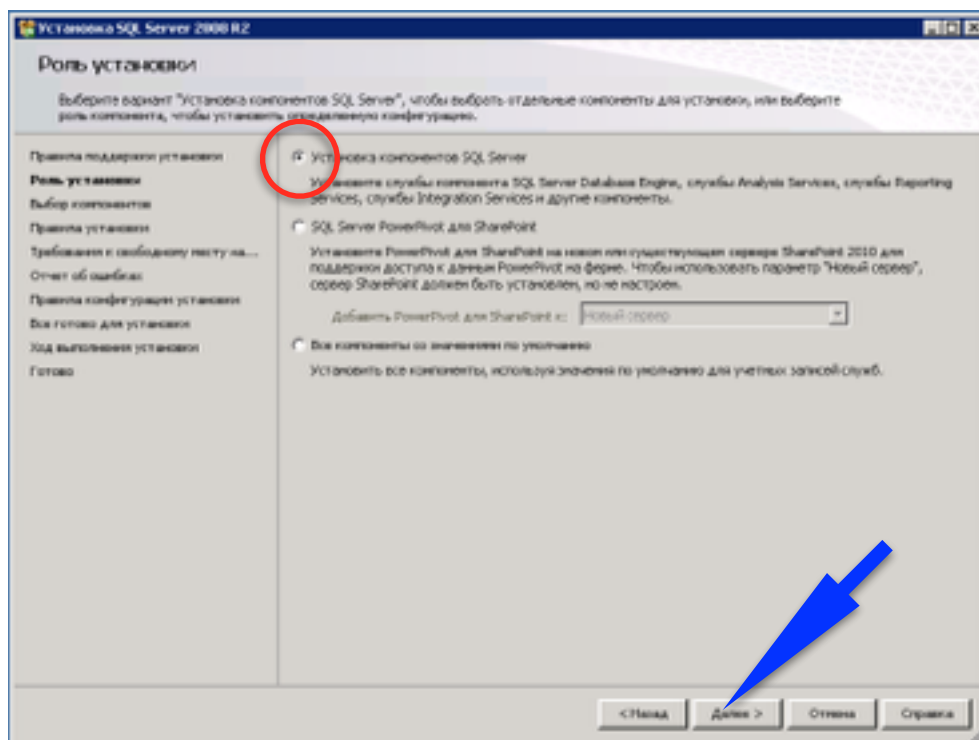 Установка SQL Server 2008 R2
Роль установки
Выберите вариант "Установка компонентов SQL Server", чтобы выбрать отдельные компоненты для установки, или выберите
роль компонента, чтобы установить определенную конфигурацию.
Правила поддержки установки
Роль установки
Выбор компонентов
Правила установки
Требования к свободному месту на...
Отчет об ошибках
Правила конфигурации установки
Все готово для установки
Ход выполнения установки
Готово
Установка компонентов SQL Server
Установите службы компонента SQL Server Database Engine, службы Analysis Services, службы Reporting
Services, службы Integration Services и другие компоненты.
SQL Server PowerPivot для SharePoint
Установите PowerPivot для SharePoint на новом или существующем сервере SharePoint 2010 для
поддержки доступа к данным PowerPivot на ферме. Чтобы использовать параметр "Новый сервер",
сервер SharePoint должен быть установлен, но не настроен.
Добавить PowerPivot для SharePoint к: Новый сервер
Все компоненты со значениями по умолчанию
Установить все компоненты, используя значения по умолчанию для учетных записей служб.
< Назад Далее > Отмена Справка